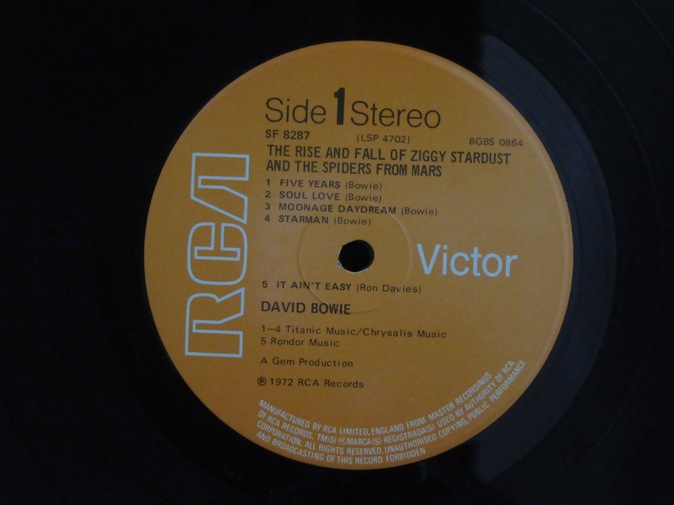 Side 1 Stereo
SF 8287 (LSP 4702) BGBS 0864
THE RISE AND FALL OF ZIGGY STARDUST
AND THE SPIDERS FROM MARS
1 FIVE YEARS (Bowie)
2 SOUL LOVE (Bowie)
3 MOONAGE DAYDREAM (Bowie)
4 STARMAN (Bowie)
RCA
Victor
5 IT AIN'T EASY (Ron Davies)
DAVID BOWIE
1—4 Titanic Music/Chrysalis Music
5 Rondor Music
A Gem Production
℗ 1972 RCA Records
MANUFACTURED BY RCA LIMITED, ENGLAND FROM MASTER RECORDINGS
OF RCA RECORDS, TM(S) ® MARCA(S) REGISTRADA(S) USED BY AUTHORITY OF RCA
CORPORATION. ALL RIGHTS RESERVED. UNAUTHORISED COPYING, PUBLIC PERFORMANCE
AND BROADCASTING OF THIS RECORD FORBIDDEN